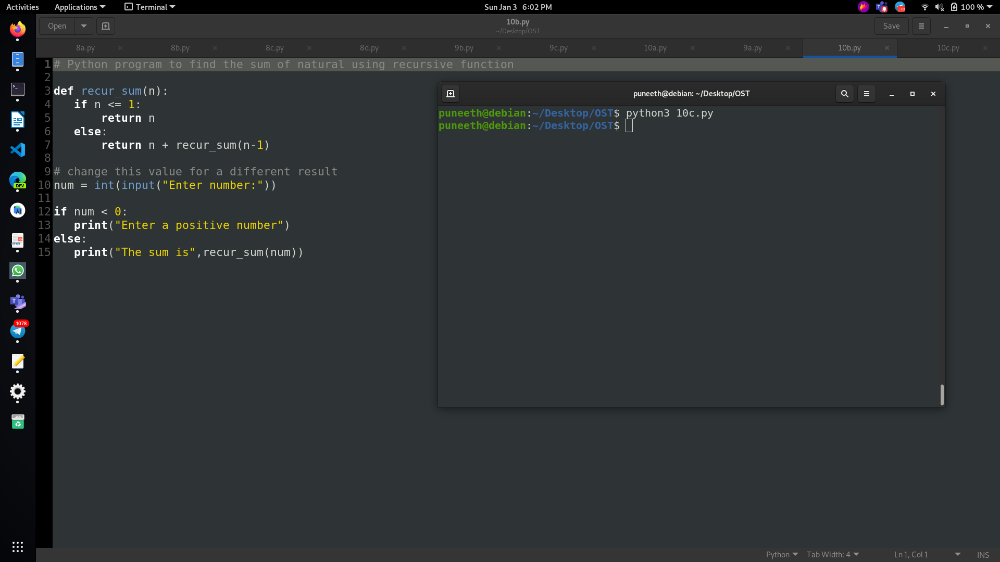 Activities Applications Terminal Sun Jan 3 6:02 PM 100 %
Open 10b.py Save
~/Desktop/OST
8a.py 8b.py 8c.py 8d.py 9b.py 9c.py 10a.py 9a.py 10b.py 10c.py
1 # Python program to find the sum of natural using recursive function
2
3 def recur_sum(n):
4 if n <= 1:
5 return n
6 else:
7 return n + recur_sum(n-1)
8
9 # change this value for a different result
10 num = int(input("Enter number:"))
11
12 if num < 0:
13 print("Enter a positive number")
14 else:
15 print("The sum is",recur_sum(num))
puneeth@debian: ~/Desktop/OST
puneeth@debian:~/Desktop/OST$ python3 10c.py
puneeth@debian:~/Desktop/OST$
DEV
1078
Python Tab Width: 4 Ln 1, Col 1 INS